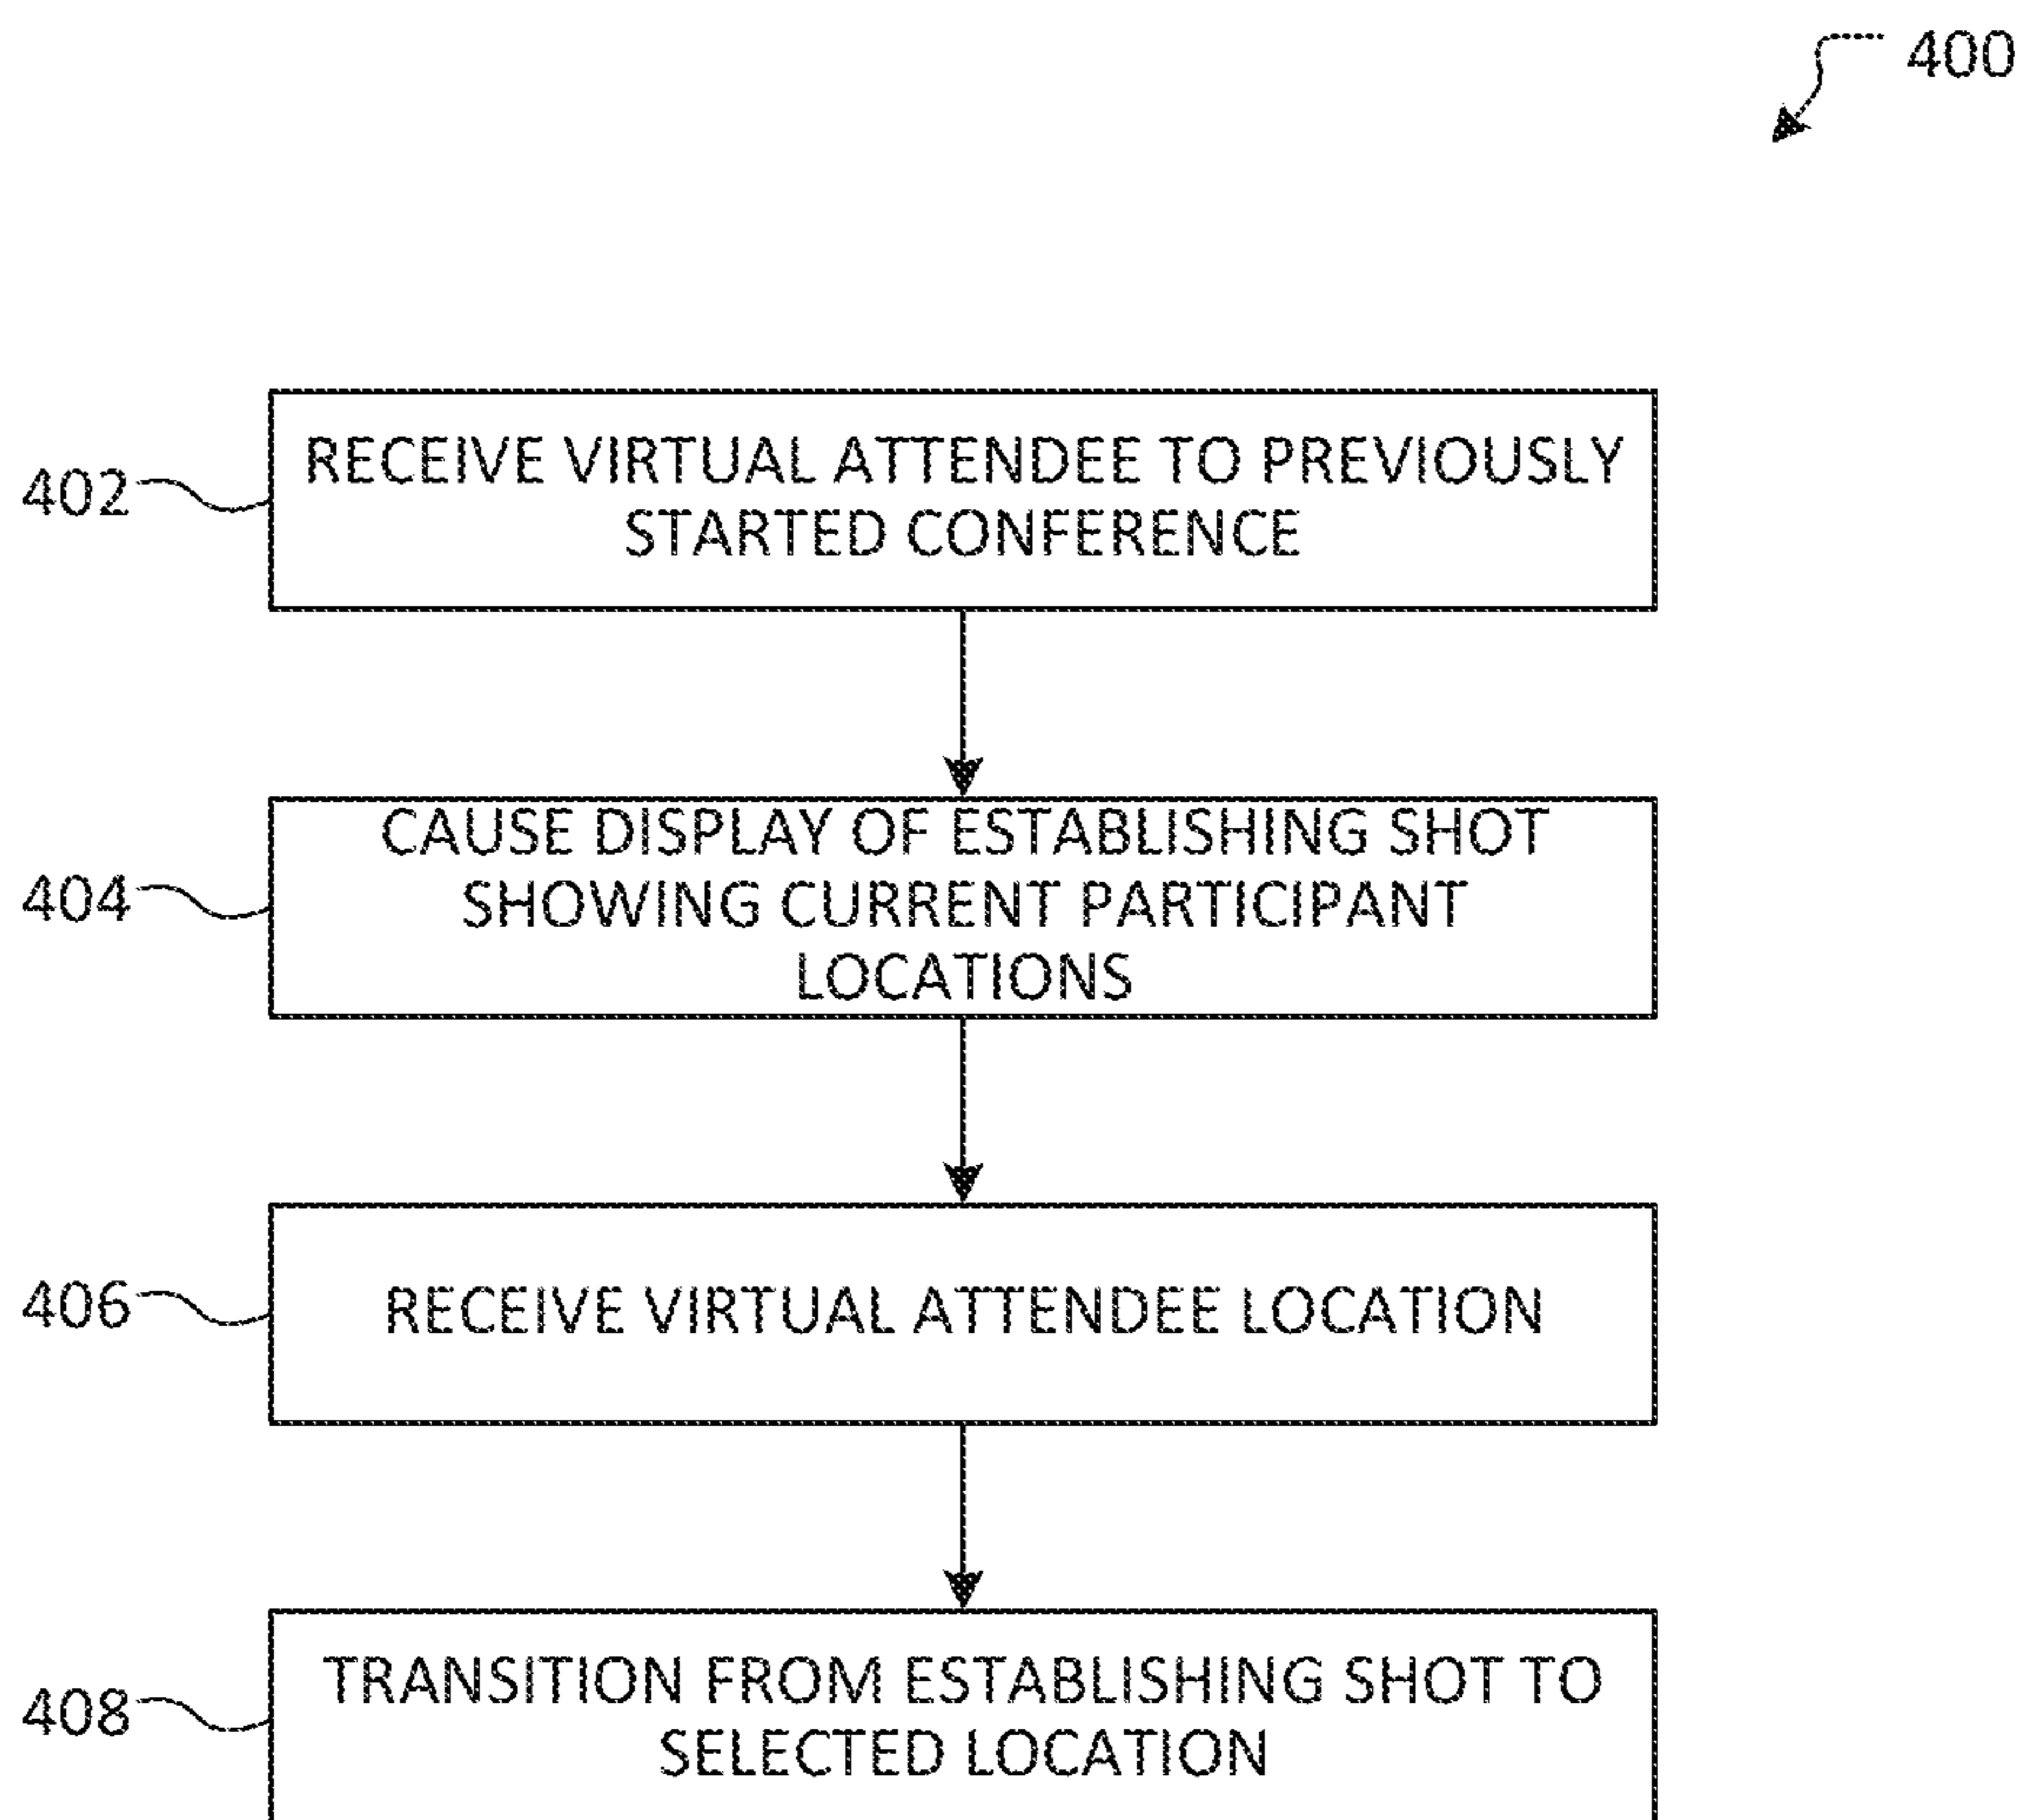 400
402
RECEIVE VIRTUAL ATTENDEE TO PREVIOUSLY
STARTED CONFERENCE
404
CAUSE DISPLAY OF ESTABLISHING SHOT
SHOWING CURRENT PARTICIPANT
LOCATIONS
406
RECEIVE VIRTUAL ATTENDEE LOCATION
408
TRANSITION FROM ESTABLISHING SHOT TO
SELECTED LOCATION